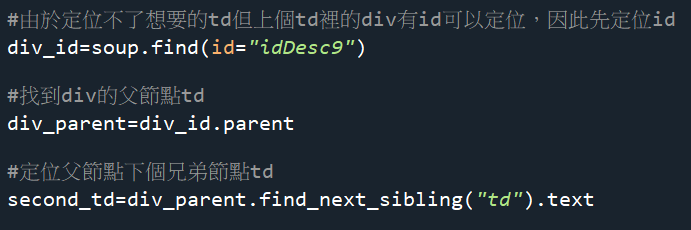 #由於定位不了想要的td但上個td裡的div有id可以定位，因此先定位id
div_id=soup.find(id="idDesc9")
#找到div的父節點td
div_parent=div_id.parent
#定位父節點下個兄弟節點td
second_td=div_parent.find_next_sibling("td").text